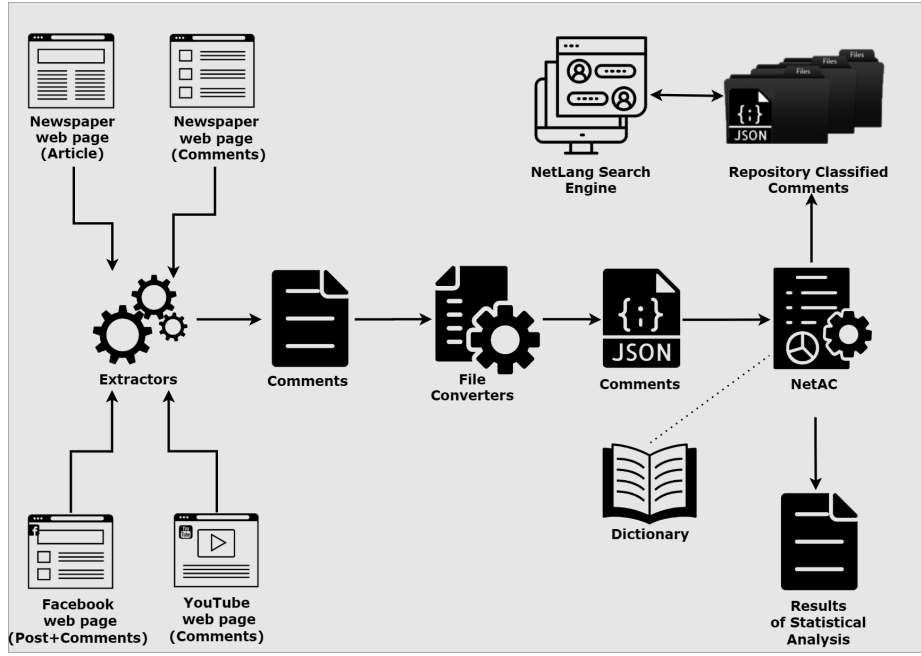 Newspaper
web page
(Article)
Newspaper
web page
(Comments)
NetLang Search
Engine
Files
Files
Files
{;}
JSON
Repository Classified
Comments
Extractors
Comments
File
Converters
{;}
JSON
Comments
NetAC
Dictionary
f
You
Tube
Facebook
web page
(Post+Comments)
YouTube
web page
(Comments)
Results
of Statistical
Analysis